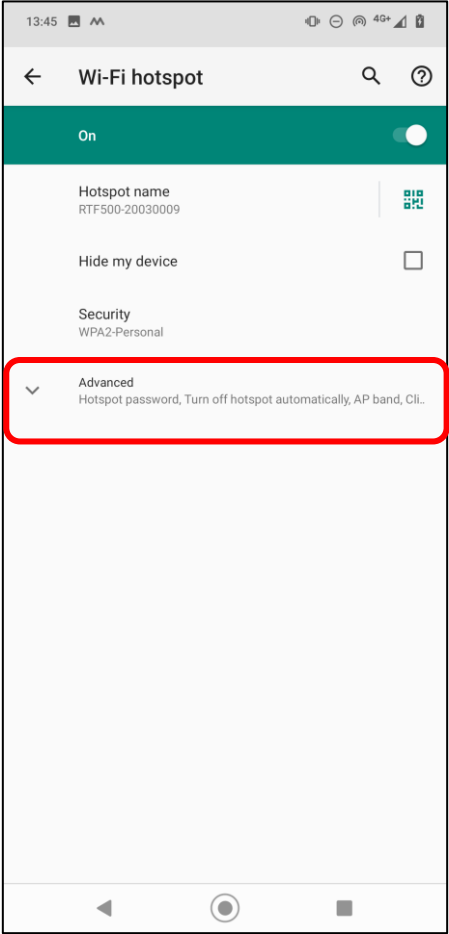 13:45 4G+
Wi-Fi hotspot
On
Hotspot name
RTF500-20030009
Hide my device
Security
WPA2-Personal
Advanced
Hotspot password, Turn off hotspot automatically, AP band, Cli..